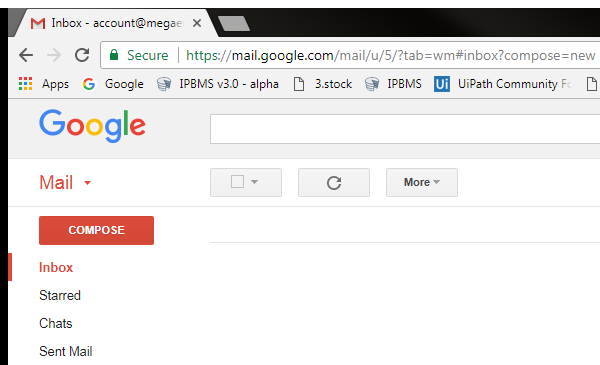 Inbox - account@megae
Secure https://mail.google.com/mail/u/5/?tab=wm#inbox?compose=new
Apps Google IPBMS v3.0 - alpha 3.stock IPBMS UiPath Community Fo
Google
Mail
More
COMPOSE
Inbox
Starred
Chats
Sent Mail